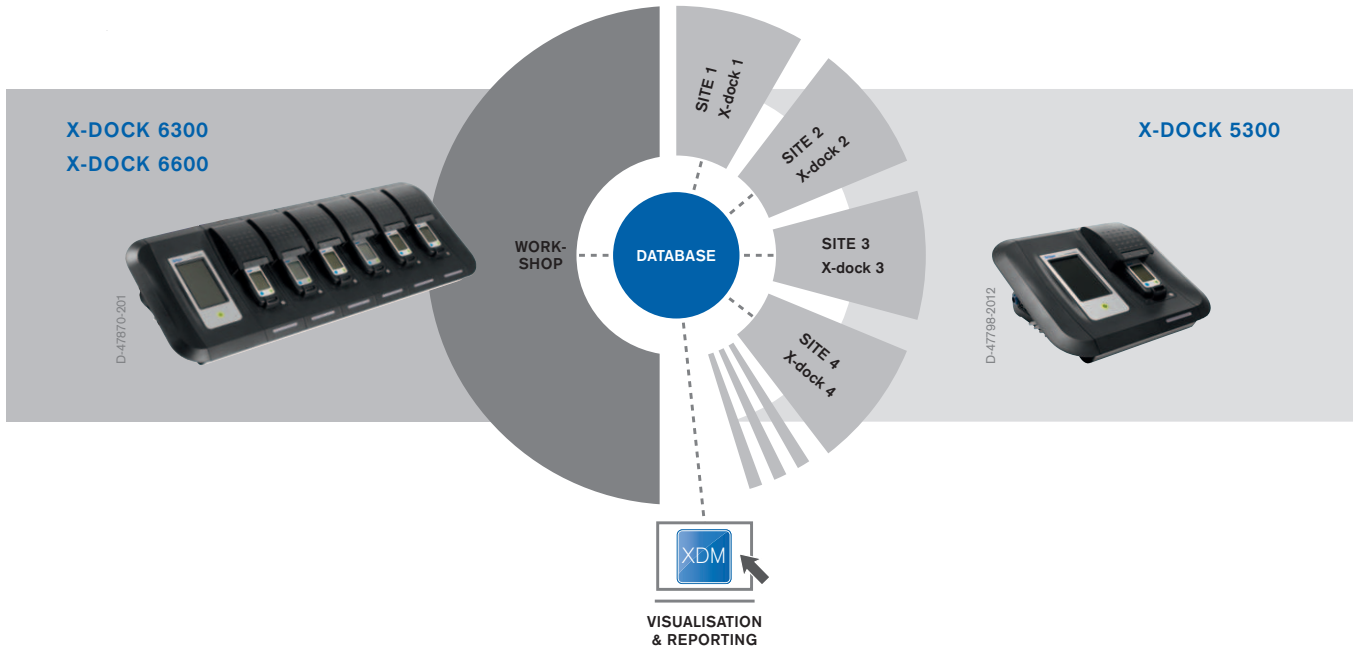 X-DOCK 6300
X-DOCK 6600
D-47870-201
WORK-
SHOP
DATABASE
SITE 1
X-dock 1
SITE 2
X-dock 2
SITE 3
X-dock 3
SITE 4
X-dock 4
X-DOCK 5300
D-47798-2012
XDM
VISUALISATION
& REPORTING